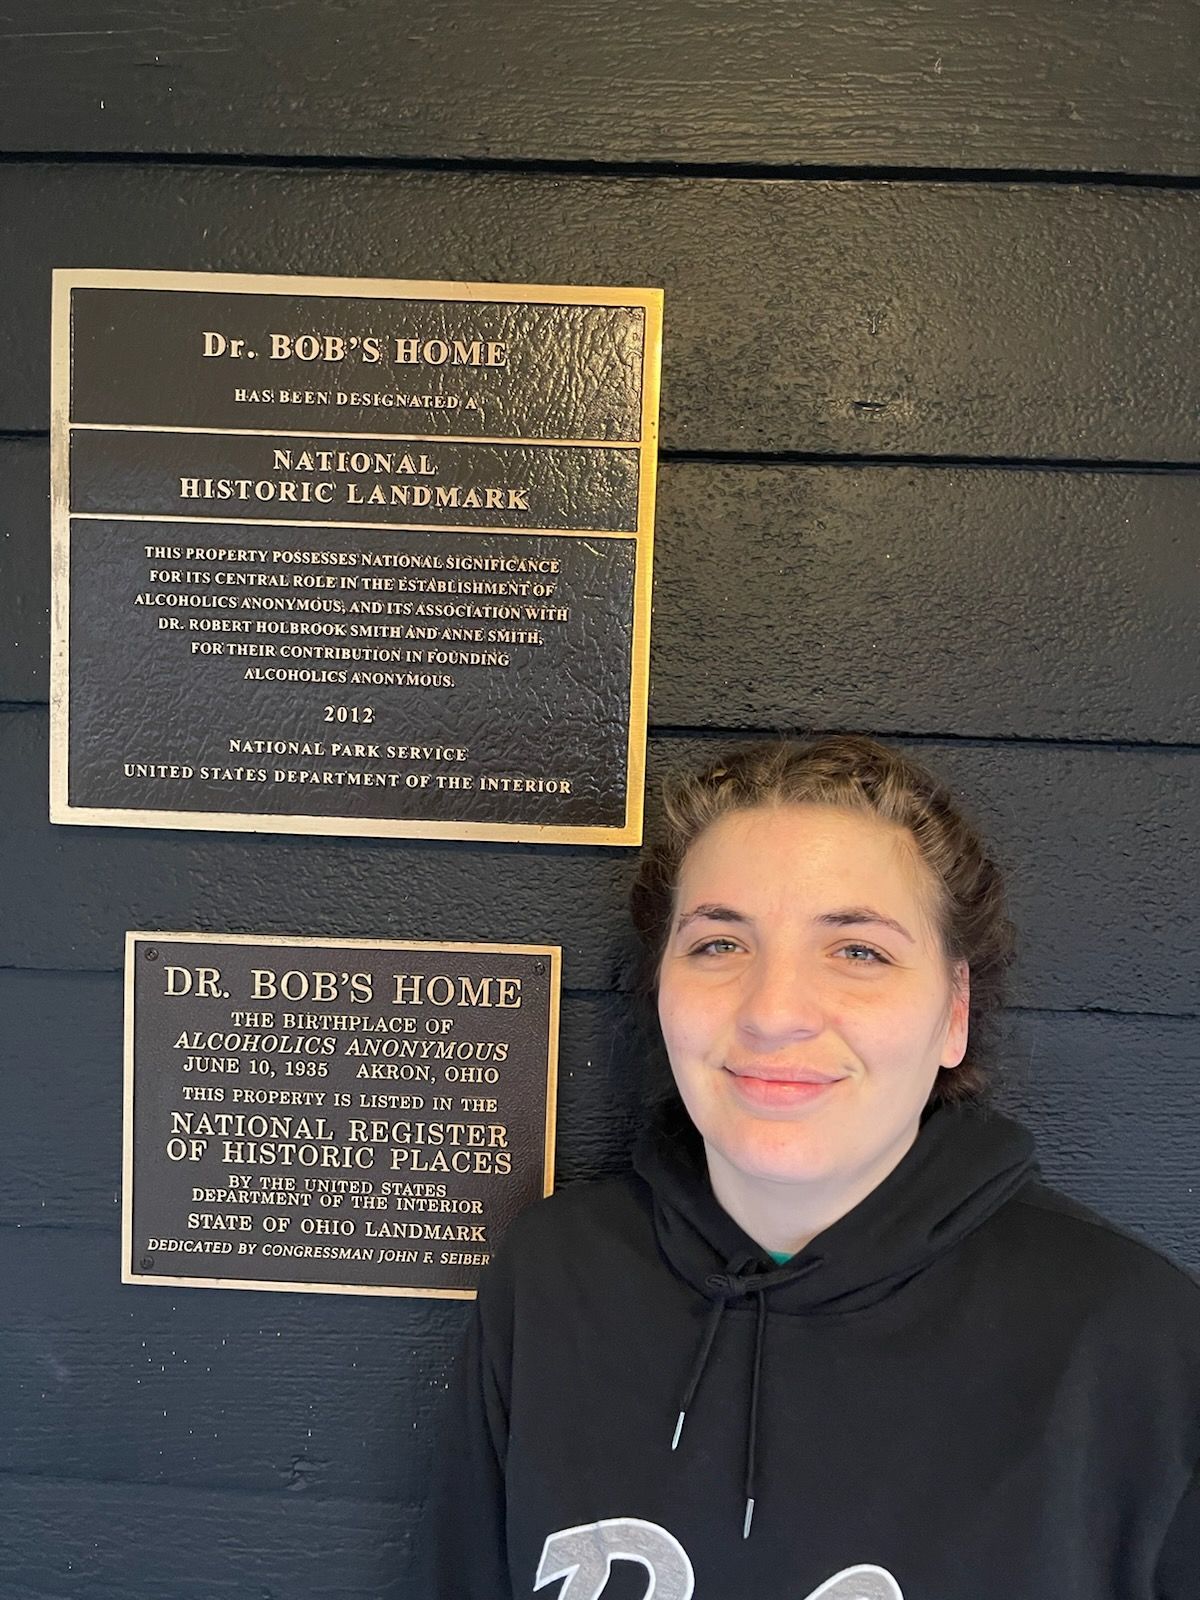 Dr. BOB'S HOME
HAS BEEN DESIGNATED A
NATIONAL
HISTORIC LANDMARK
THIS PROPERTY POSSESSES NATIONAL SIGNIFICANCE
FOR ITS CENTRAL ROLE IN THE ESTABLISHMENT OF
ALCOHOLICS ANONYMOUS, AND ITS ASSOCIATION WITH
DR. ROBERT HOLBROOK SMITH AND ANNE SMITH,
FOR THEIR CONTRIBUTION IN FOUNDING
ALCOHOLICS ANONYMOUS.
2012
NATIONAL PARK SERVICE
UNITED STATES DEPARTMENT OF THE INTERIOR
DR. BOB'S HOME
THE BIRTHPLACE OF
ALCOHOLICS ANONYMOUS
JUNE 10, 1935 AKRON, OHIO
THIS PROPERTY IS LISTED IN THE
NATIONAL REGISTER
OF HISTORIC PLACES
BY THE UNITED STATES
DEPARTMENT OF THE INTERIOR
STATE OF OHIO LANDMARK
DEDICATED BY CONGRESSMAN JOHN F. SEIBER